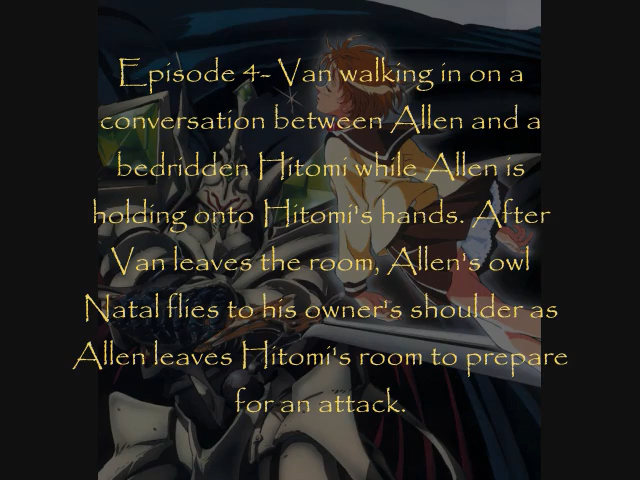 Episode 4- Van walking in on a
conversation between Allen and a
bedridden Hitomi while Allen is
holding onto Hitomi's hands. After
Van leaves the room, Allen's owl
Natal flies to his owner's shoulder as
Allen leaves Hitomi's room to prepare
for an attack.